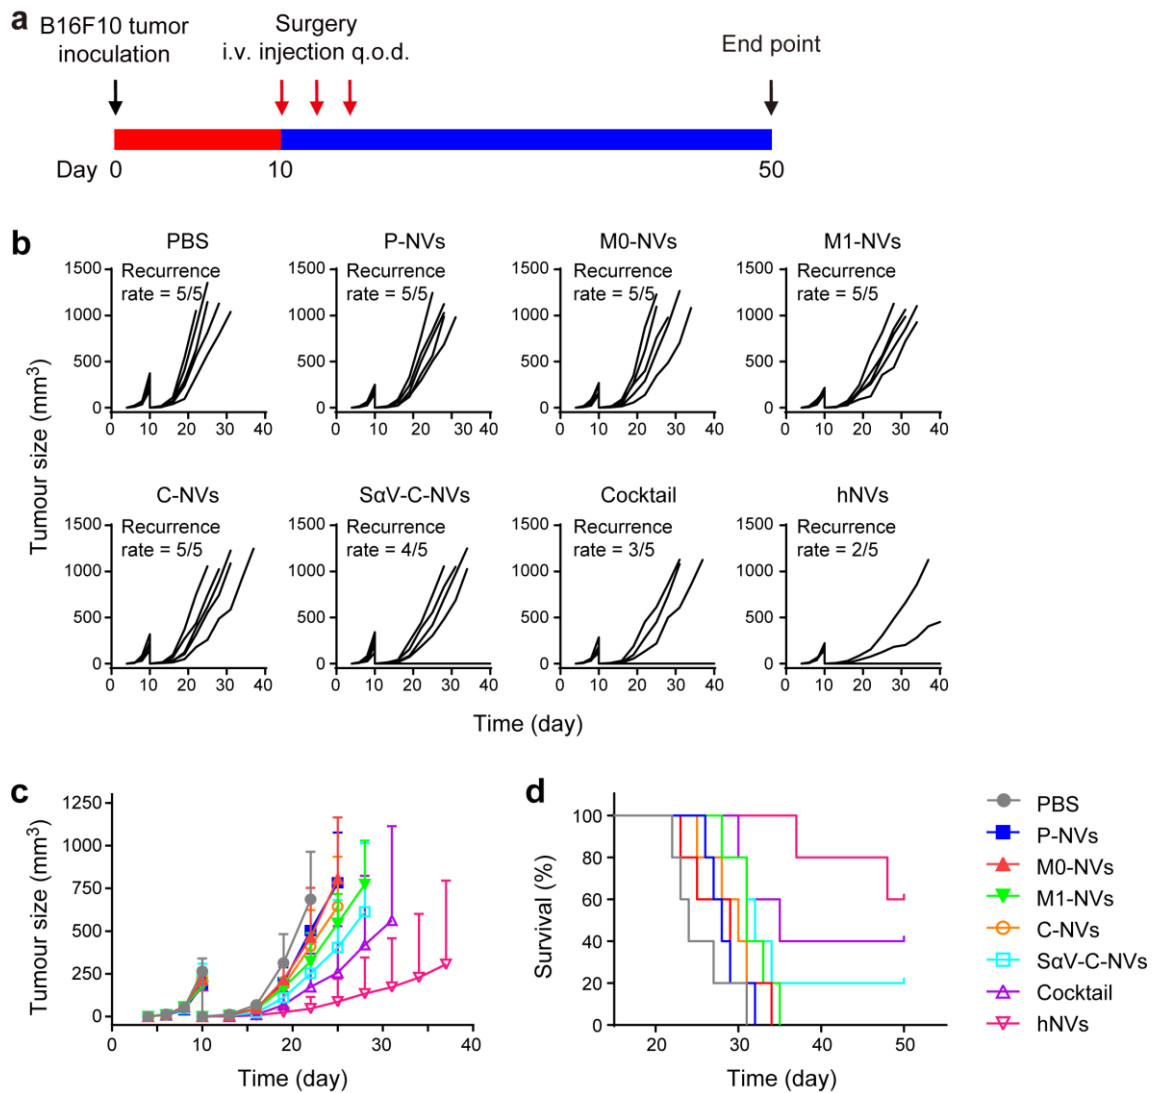 a
B16F10 tumor
inoculation
Surgery
i.v. injection q.o.d.
End point
Day 0 10 50
b
PBS P-NVs M0-NVs M1-NVs
1500 Recurrence 1500 Recurrence 1500 Recurrence 1500 Recurrence
rate = 5/5 rate = 5/5 rate = 5/5 rate = 5/5
1000 1000 1000 1000
500 500 500 500
0 0 0 0
0 10 20 30 40 0 10 20 30 40 0 10 20 30 40 0 10 20 30 40
Tumour size (mm³)
C-NVs SαV-C-NVs Cocktail hNVs
1500 Recurrence 1500 Recurrence 1500 Recurrence 1500 Recurrence
rate = 5/5 rate = 4/5 rate = 3/5 rate = 2/5
1000 1000 1000 1000
500 500 500 500
0 0 0 0
0 10 20 30 40 0 10 20 30 40 0 10 20 30 40 0 10 20 30 40
Time (day)
c
Tumour size (mm³)
1250
1000
750
500
250
0
0 10 20 30 40
Time (day)
d
Survival (%)
100
80
60
40
20
0
20 30 40 50
Time (day)
PBS
P-NVs
M0-NVs
M1-NVs
C-NVs
SαV-C-NVs
Cocktail
hNVs